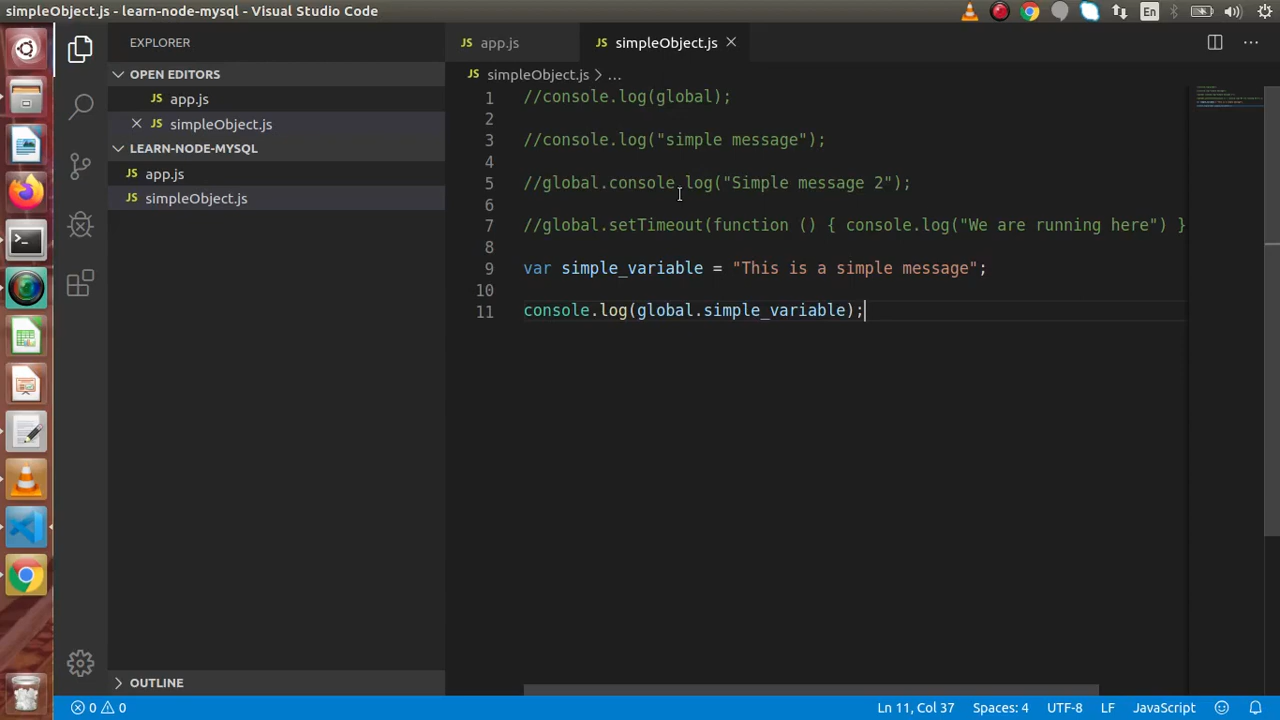 simpleObject.js - learn-node-mysql - Visual Studio Code
En
EXPLORER
OPEN EDITORS
JS app.js
JS simpleObject.js
LEARN-NODE-MYSQL
app.js
simpleObject.js
OUTLINE
JS app.js
JS simpleObject.js
JS simpleObject.js > ...
1 //console.log(global);
2
3 //console.log("simple message");
4
5 //global.console.log("Simple message 2");
6
7 //global.setTimeout(function () { console.log("We are running here") }
8
9 var simple_variable = "This is a simple message";
10
11 console.log(global.simple_variable);
0 0
Ln 11, Col 37
Spaces: 4
UTF-8
LF
JavaScript